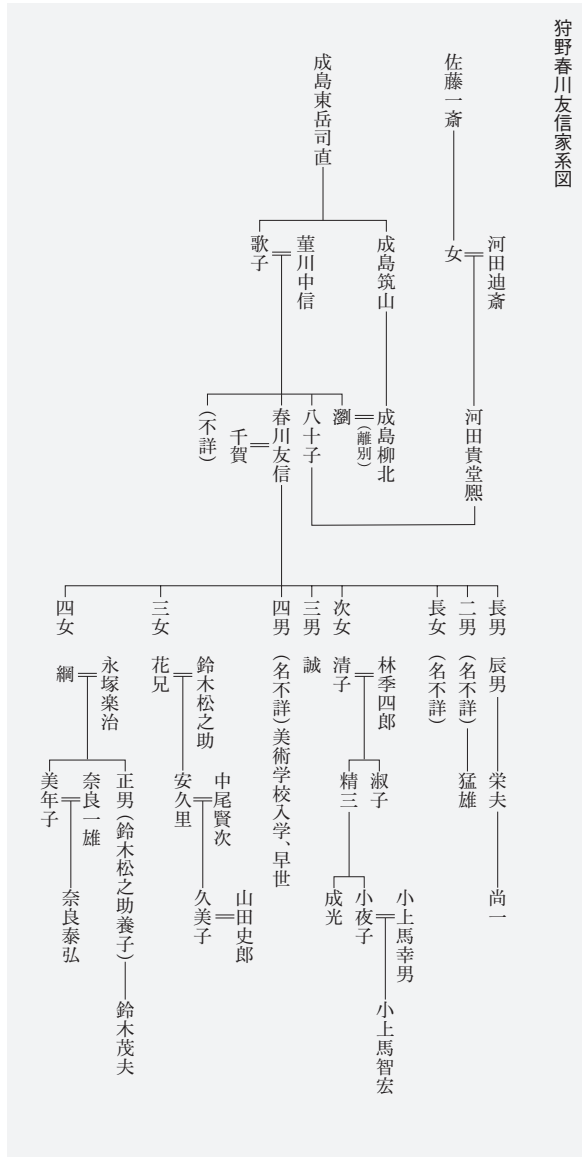 狩野春川友信家系図
佐藤一斎
女
河田迪斎
河田貴堂熈
成島東岳司直
成島筑山
成島柳北
(離別)
瀏
歌子
菫川中信
八十子
春川友信
千賀
(不詳)
長男 辰男
栄夫
尚一
二男 (名不詳)
猛雄
長女 (名不詳)
次女 清子
林季四郎
淑子
精三
小夜子
小上馬幸男
小上馬智宏
成光
三男 誠
四男 (名不詳)美術学校入学、早世
三女 花兄
鈴木松之助
安久里
中尾賢次
久美子
山田史郎
四女 綱
永塚楽治
正男(鈴木松之助養子)
鈴木茂夫
美年子
奈良一雄
奈良泰弘